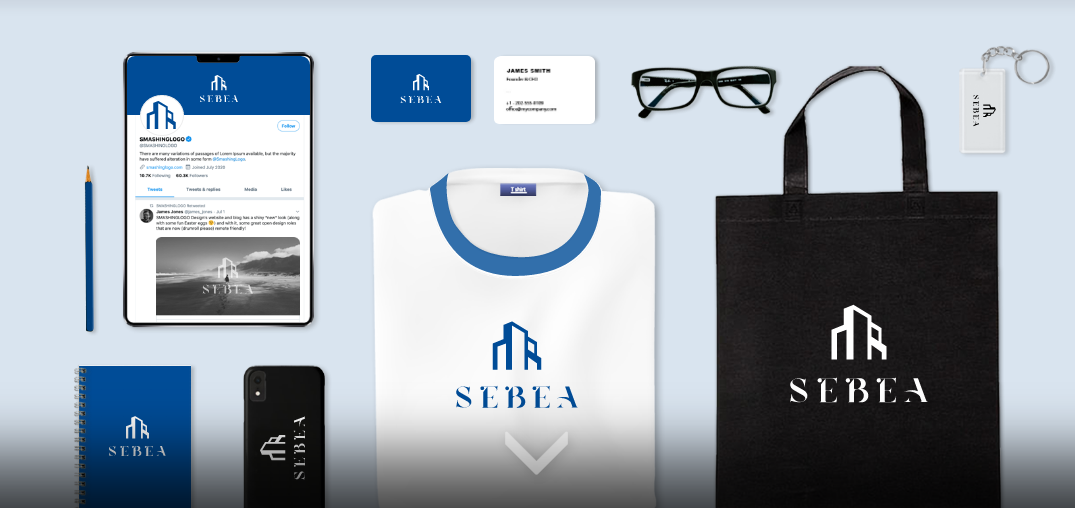 SEBEA
Follow
SMASHINGLOGO
@SMASHINGLOGO
There are many variations of passages of Lorem Ipsum available, but the majority
have suffered alteration in some form @SmashingLogo.
smashinglogo.com Joined July 2020
10.7K Following 60.3K Followers
Tweets Tweets & replies Media Likes
SMASHINGLOGO Retweeted
James Jones @james_jones · Jul 1
SMASHINGLOGO Design's website and blog has a shiny "new" look (along
with some fun Easter eggs 🥚) and with it, some great open design roles
that are now (drumroll please) remote friendly!
SEBEA
SEBEA
JAMES SMITH
Founder & CEO
+1 - 202-555-0109
office@mycompany.com
SEBEA
T shirt
SEBEA
SEBEA
SEBEA
SEBEA